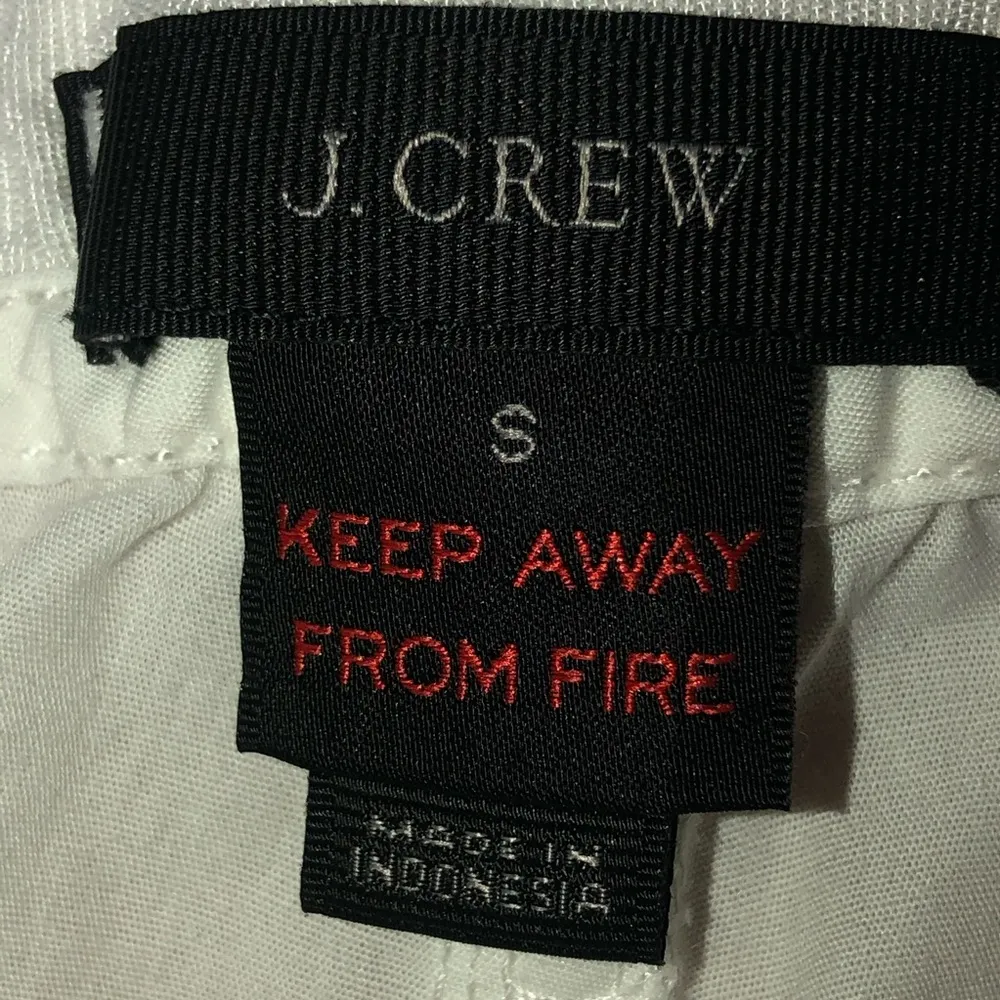 J.CREW
S
KEEP AWAY
FROM FIRE
MADE IN
INDONESIA